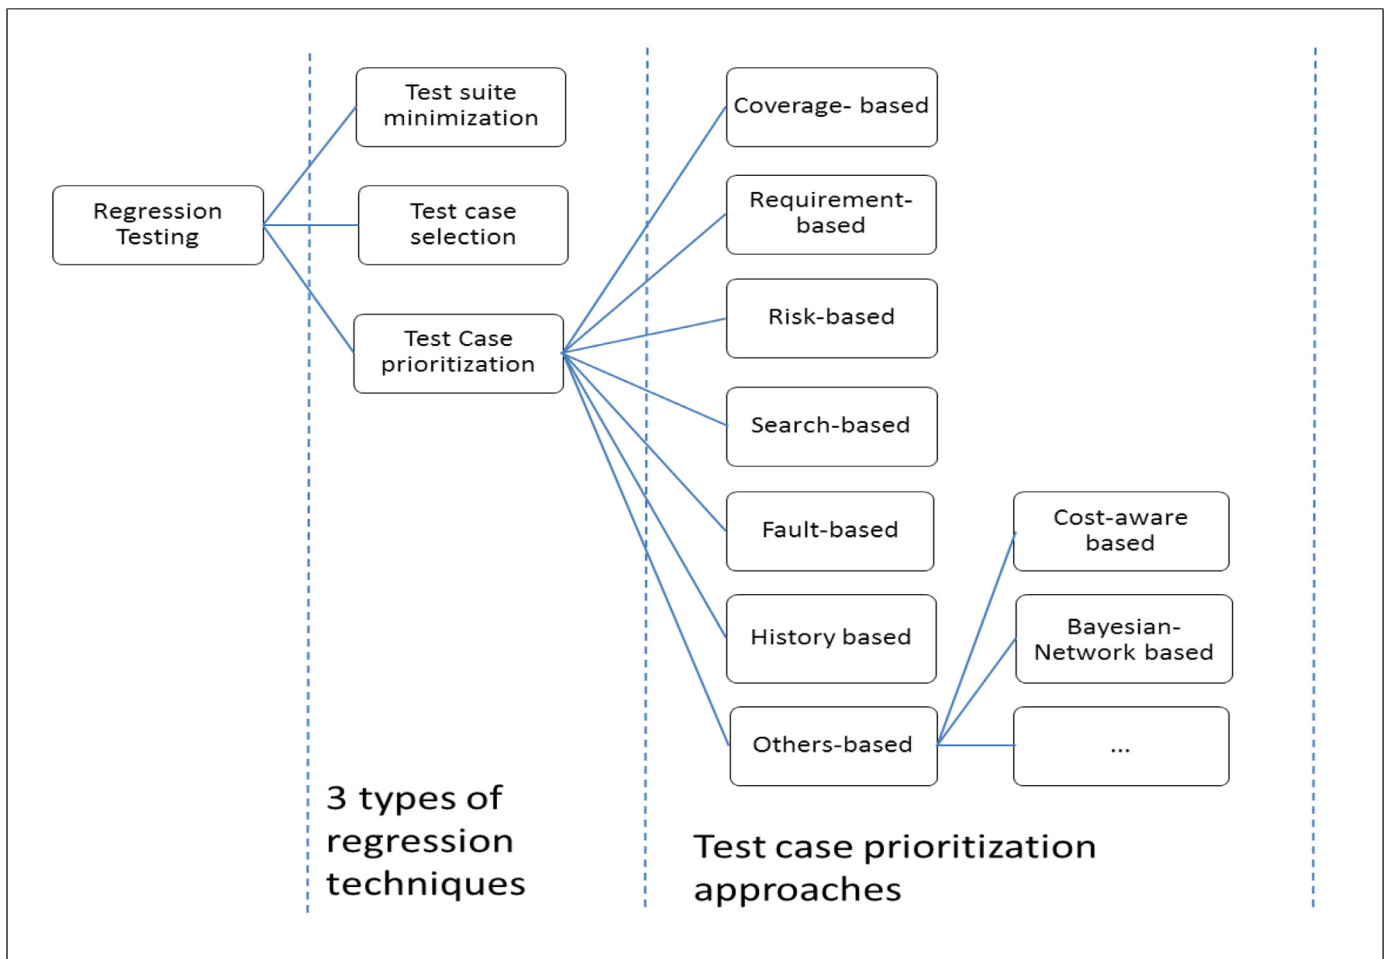 Regression
Testing
Test suite
minimization
Test case
selection
Test Case
prioritization
Coverage- based
Requirement-
based
Risk-based
Search-based
Fault-based
History based
Others-based
Cost-aware
based
Bayesian-
Network based
...
3 types of
regression
techniques
Test case prioritization
approaches